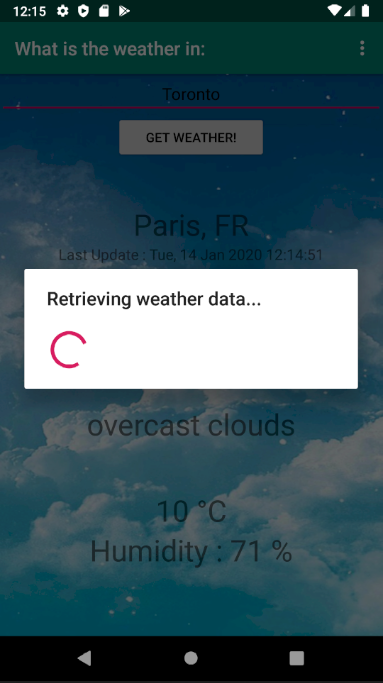 12:15
What is the weather in:
Toronto
GET WEATHER!
Paris, FR
Last Update : Tue, 14 Jan 2020 12:14:51
Retrieving weather data...
overcast clouds
10 °C
Humidity : 71 %